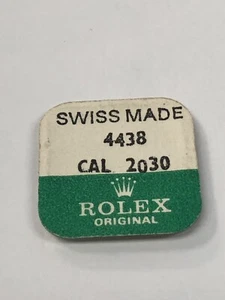 SWISS MADE
4438
CAL 2030
ROLEX
ORIGINAL